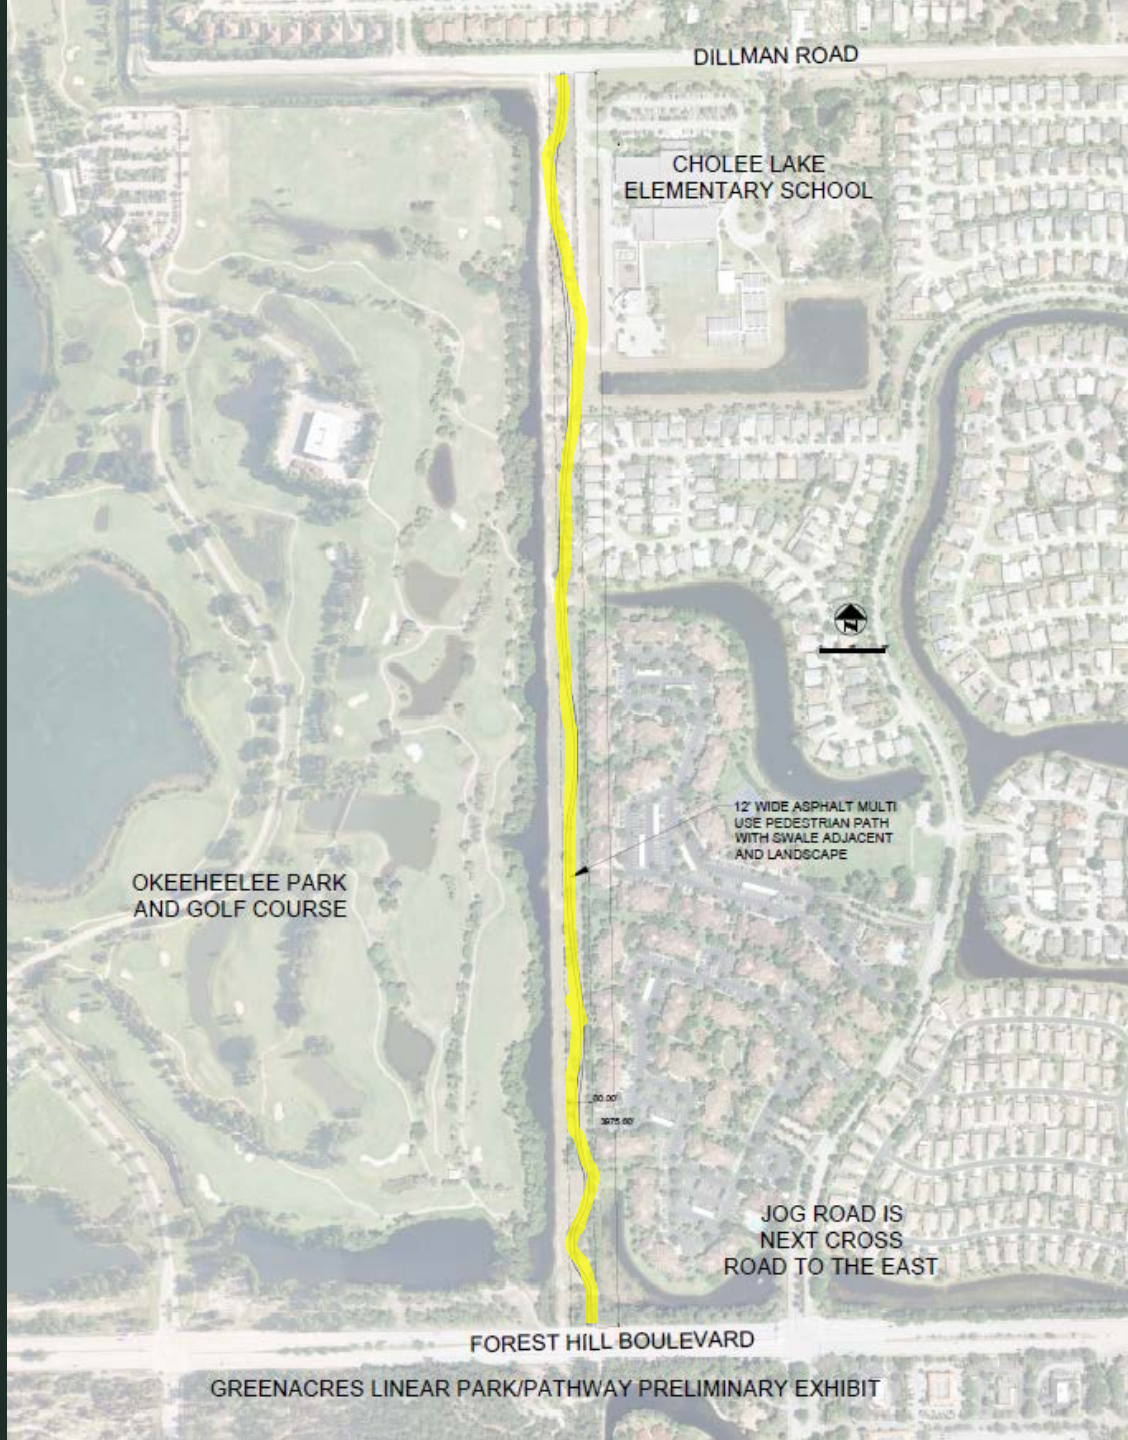 DILLMAN ROAD
CHOLEE LAKE
ELEMENTARY SCHOOL
N
12' WIDE ASPHALT MULTI
USE PEDESTRIAN PATH
WITH SWALE ADJACENT
AND LANDSCAPE
OKEEHEELEE PARK
AND GOLF COURSE
3975.60'
JOG ROAD IS
NEXT CROSS
ROAD TO THE EAST
FOREST HILL BOULEVARD
GREENACRES LINEAR PARK/PATHWAY PRELIMINARY EXHIBIT